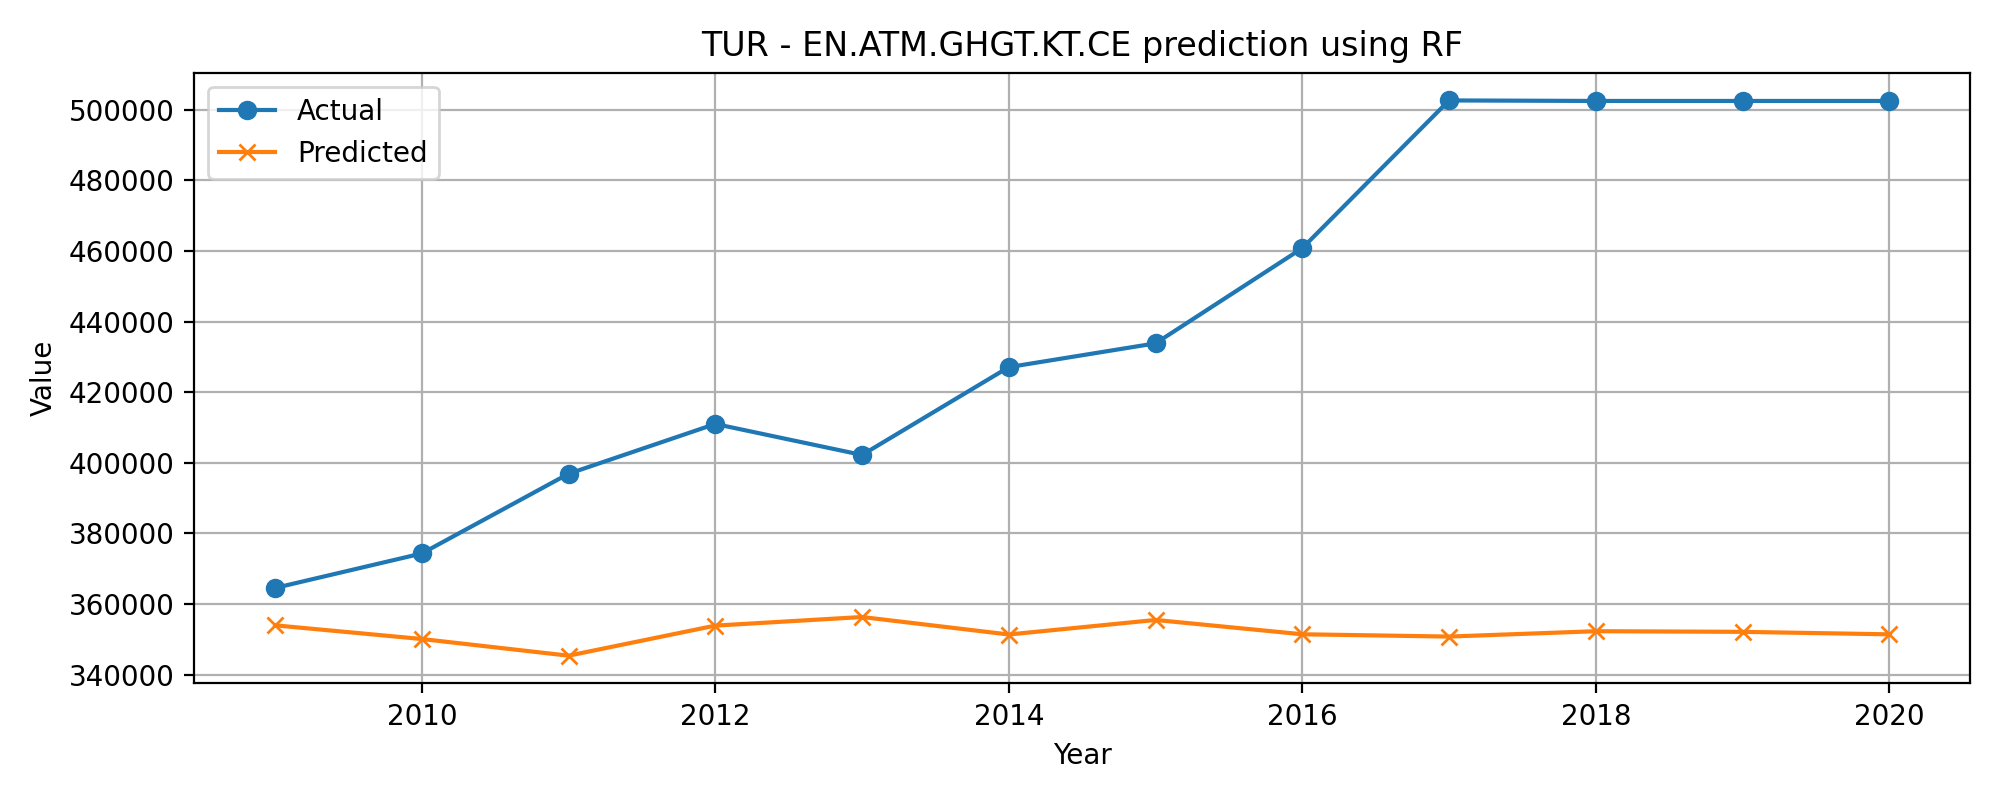 TUR - EN.ATM.GHGT.KT.CE prediction using RF
Actual
Predicted
500000
480000
460000
440000
420000
400000
380000
360000
340000
Value
2010 2012 2014 2016 2018 2020
Year